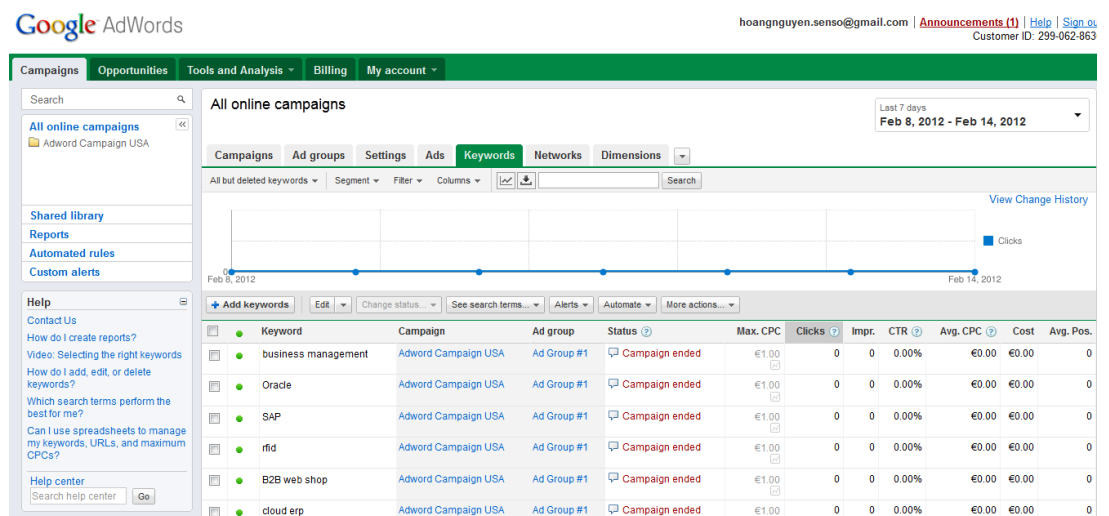 Google AdWords
hoangnguyen.senso@gmail.com | Announcements (1) | Help | Sign ou
Customer ID: 299-062-863
Campaigns Opportunities Tools and Analysis Billing My account
Search
All online campaigns
Adword Campaign USA
Shared library
Reports
Automated rules
Custom alerts
Help
Contact Us
How do I create reports?
Video: Selecting the right keywords
How do I add, edit, or delete
keywords?
Which search terms perform the
best for me?
Can I use spreadsheets to manage
my keywords, URLs, and maximum
CPCs?
Help center
Search help center Go
All online campaigns
Last 7 days
Feb 8, 2012 - Feb 14, 2012
Campaigns Ad groups Settings Ads Keywords Networks Dimensions
All but deleted keywords Segment Filter Columns Search
View Change History
Clicks
0
Feb 8, 2012 Feb 14, 2012
+ Add keywords Edit Change status... See search terms... Alerts Automate More actions...
Keyword Campaign Ad group Status ? Max. CPC Clicks ? Impr. CTR ? Avg. CPC ? Cost Avg. Pos.
business management Adword Campaign USA Ad Group #1 Campaign ended €1.00 0 0 0.00% €0.00 €0.00 0
Oracle Adword Campaign USA Ad Group #1 Campaign ended €1.00 0 0 0.00% €0.00 €0.00 0
SAP Adword Campaign USA Ad Group #1 Campaign ended €1.00 0 0 0.00% €0.00 €0.00 0
rfid Adword Campaign USA Ad Group #1 Campaign ended €1.00 0 0 0.00% €0.00 €0.00 0
B2B web shop Adword Campaign USA Ad Group #1 Campaign ended €1.00 0 0 0.00% €0.00 €0.00 0
cloud erp Adword Campaign USA Ad Group #1 Campaign ended €1.00 0 0 0.00% €0.00 €0.00 0